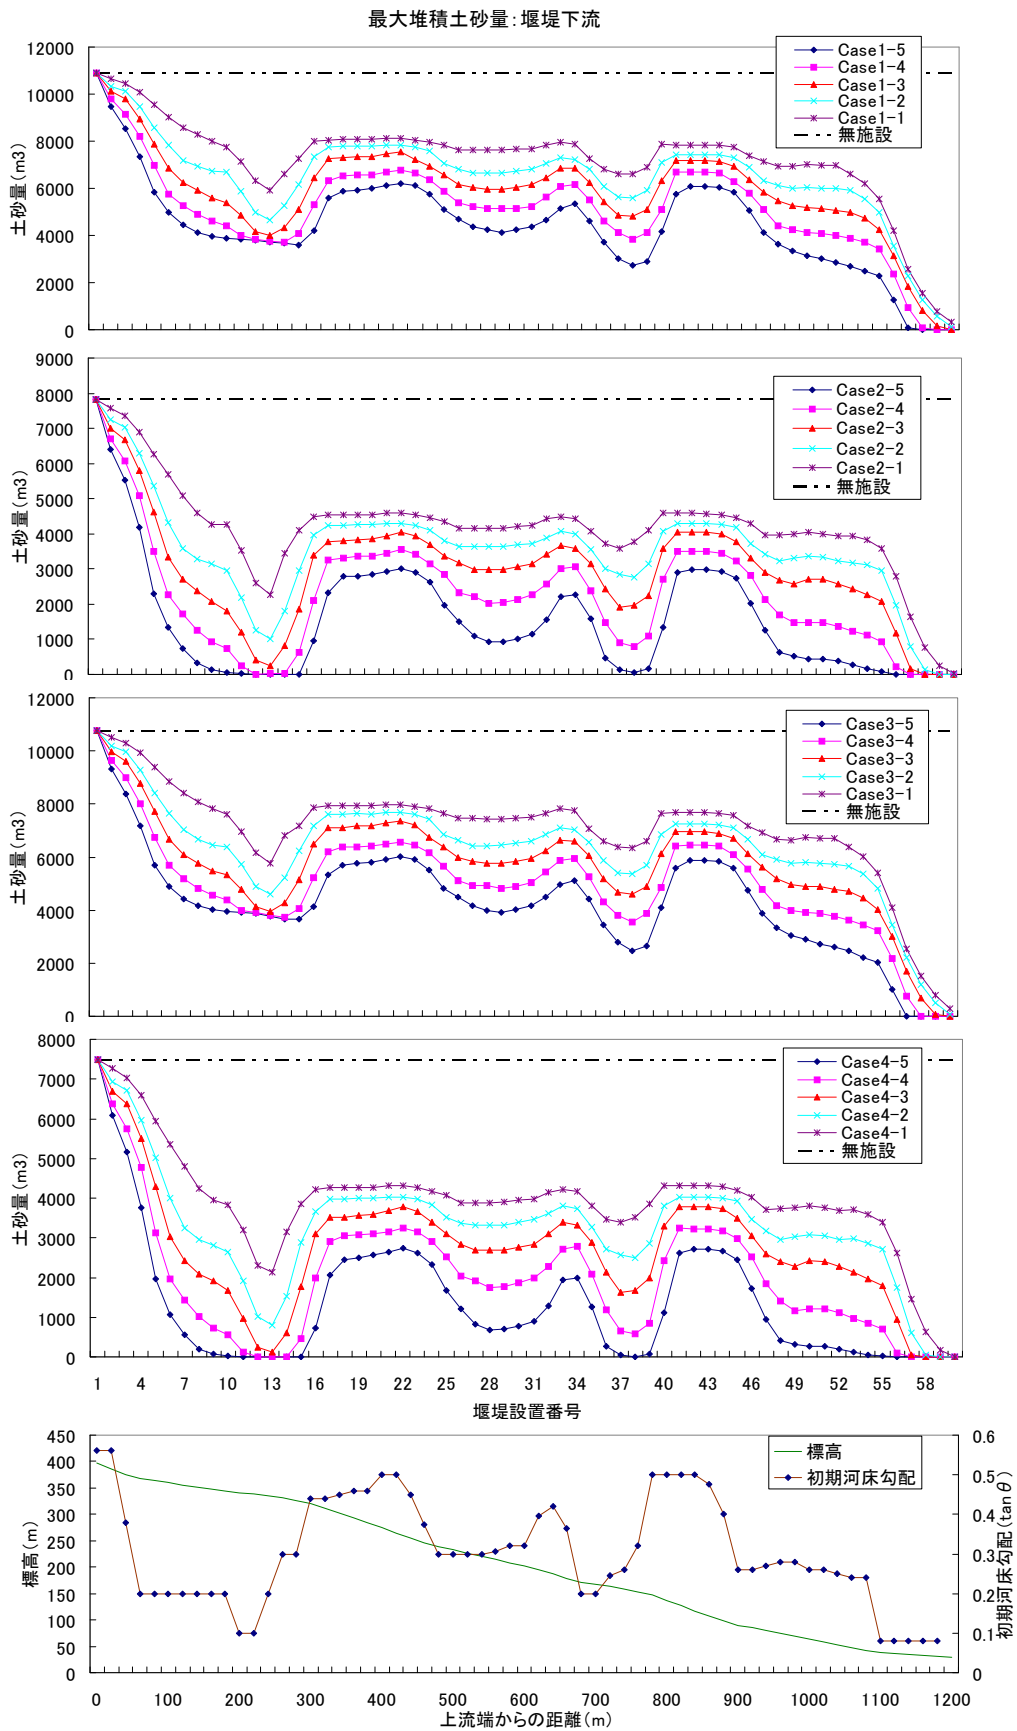 最大堆積土砂量：堰堤下流
12000
10000
8000
6000
4000
2000
0
土砂量(m3)
Case1-5
Case1-4
Case1-3
Case1-2
Case1-1
無施設
9000
8000
7000
6000
5000
4000
3000
2000
1000
0
土砂量(m3)
Case2-5
Case2-4
Case2-3
Case2-2
Case2-1
無施設
12000
10000
8000
6000
4000
2000
0
土砂量(m3)
Case3-5
Case3-4
Case3-3
Case3-2
Case3-1
無施設
8000
7000
6000
5000
4000
3000
2000
1000
0
土砂量(m3)
Case4-5
Case4-4
Case4-3
Case4-2
Case4-1
無施設
1 4 7 10 13 16 19 22 25 28 31 34 37 40 43 46 49 52 55 58
堰堤設置番号
450
400
350
300
250
200
150
100
50
0
標高(m)
標高
初期河床勾配
0.6
0.5
0.4
0.3
0.2
0.1
0
初期河床勾配(tanθ)
0 100 200 300 400 500 600 700 800 900 1000 1100 1200
上流端からの距離(m)